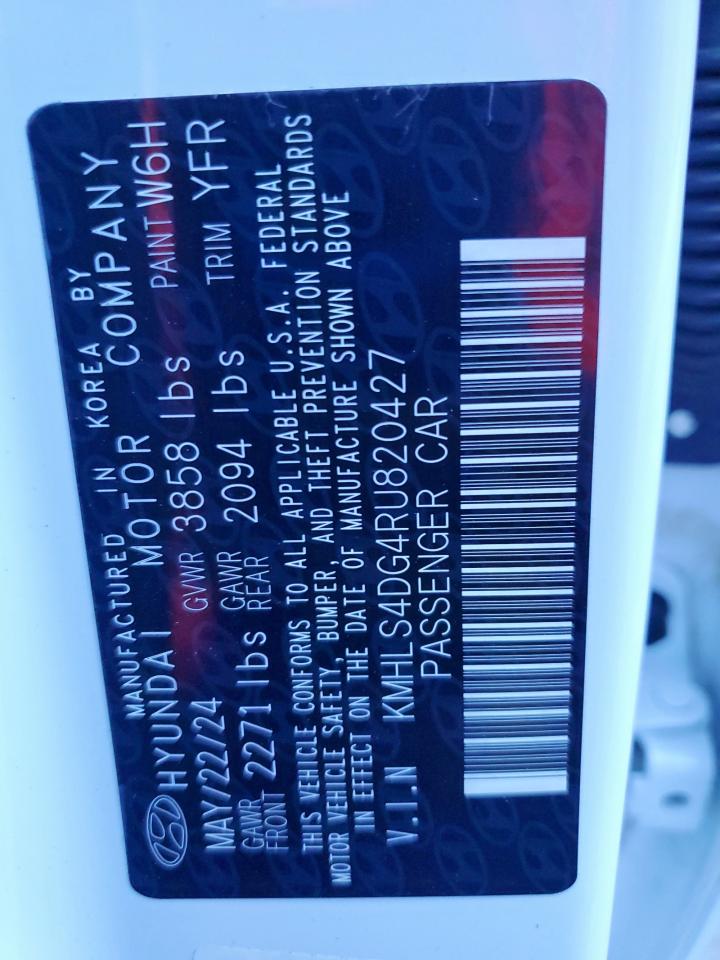 MANUFACTURED IN KOREA BY
HYUNDAI MOTOR COMPANY
MAY/22/24 GVWR 3858 lbs PAINT W6H
GAWR FRONT 2271 lbs GAWR REAR 2094 lbs TRIM YFR
THIS VEHICLE CONFORMS TO ALL APPLICABLE U.S.A. FEDERAL
MOTOR VEHICLE SAFETY, BUMPER, AND THEFT PREVENTION STANDARDS
IN EFFECT ON THE DATE OF MANUFACTURE SHOWN ABOVE
V.I.N KMHLS4DG4RU820427
PASSENGER CAR